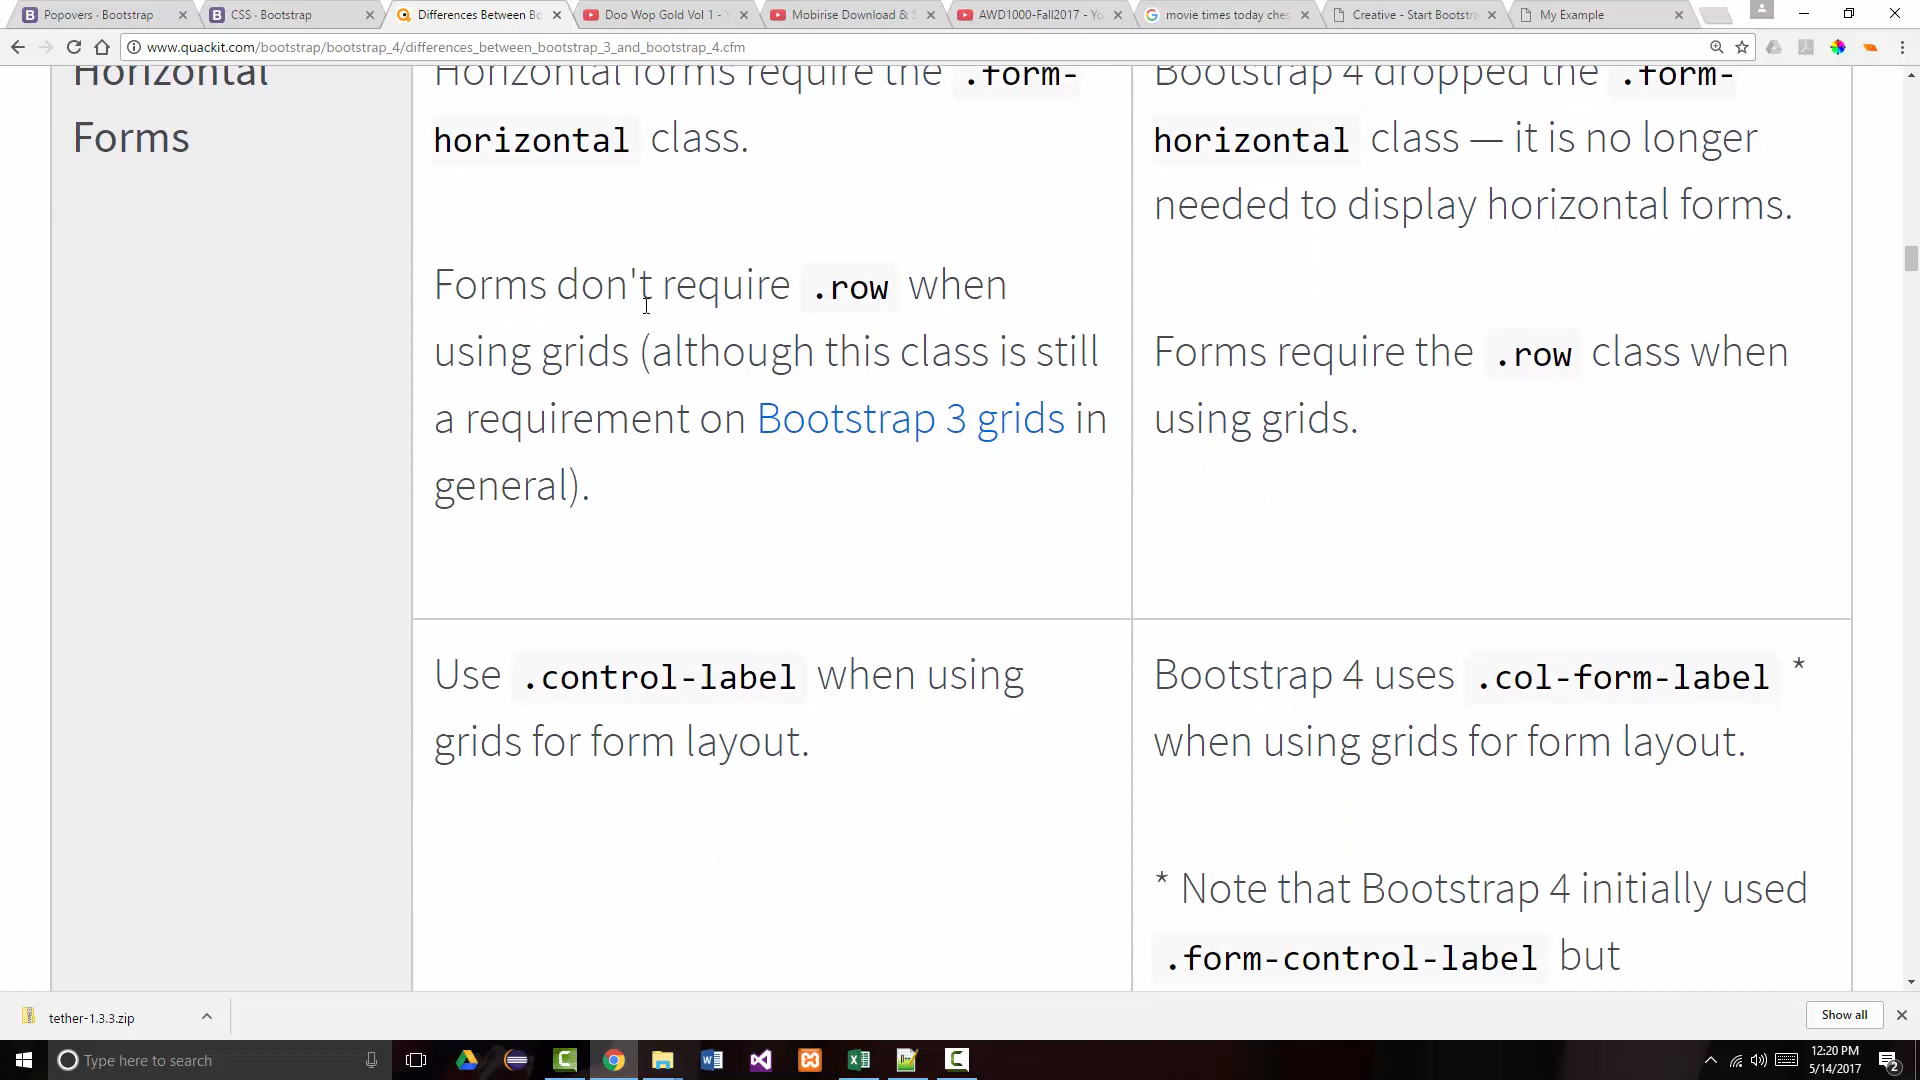 Popovers · Bootstrap
CSS · Bootstrap
Differences Between Bo
Doo Wop Gold Vol 1 - Y
Mobirise Download & S
AWD1000-Fall2017 - Yo
movie times today ches
Creative - Start Bootstra
My Example
www.quackit.com/bootstrap/bootstrap_4/differences_between_bootstrap_3_and_bootstrap_4.cfm
Horizontal
Forms
Horizontal forms require the .form-
horizontal class.
Forms don't require .row when
using grids (although this class is still
a requirement on Bootstrap 3 grids in
general).
Bootstrap 4 dropped the .form-
horizontal class — it is no longer
needed to display horizontal forms.
Forms require the .row class when
using grids.
Use .control-label when using
grids for form layout.
Bootstrap 4 uses .col-form-label *
when using grids for form layout.
* Note that Bootstrap 4 initially used
.form-control-label but
tether-1.3.3.zip
Show all
Type here to search
12:20 PM
5/14/2017
2